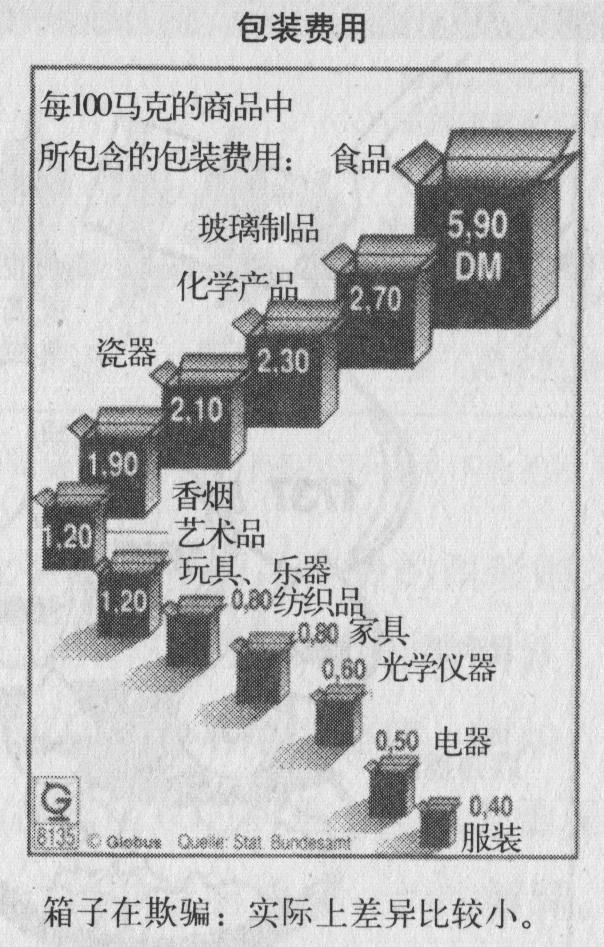 包装费用
每100马克的商品中
所包含的包装费用：
食品
5,90
DM
玻璃制品
2,70
化学产品
2.30
瓷器
2,10
1.90
香烟
1.20
艺术品
玩具、乐器
1.20
0,80 纺织品
0,80 家具
0,60 光学仪器
0,50 电器
0,40
服装
G
8135 © Globus Quelle: Stat. Bundesamt
箱子在欺骗：实际上差异比较小。